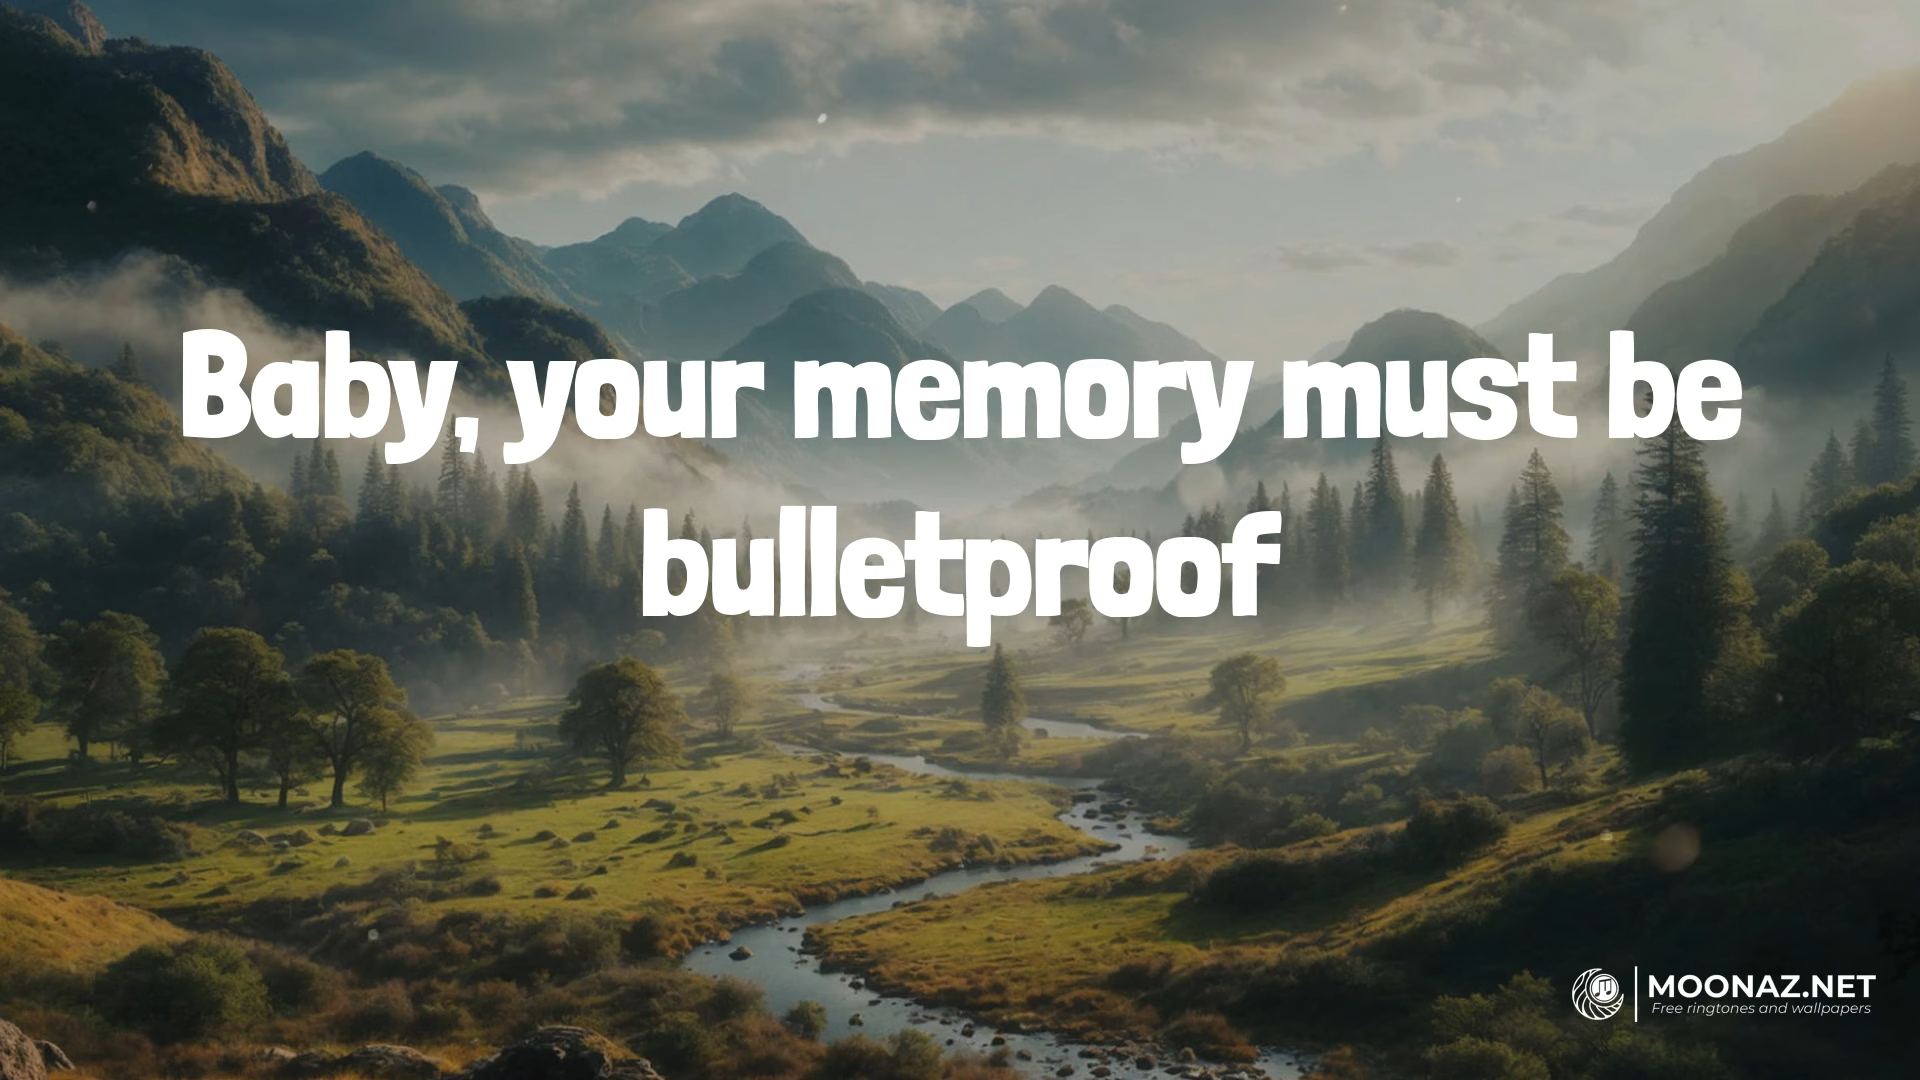 Baby, your memory must be
bulletproof
MOONAZ.NET
Free ringtones and wallpapers